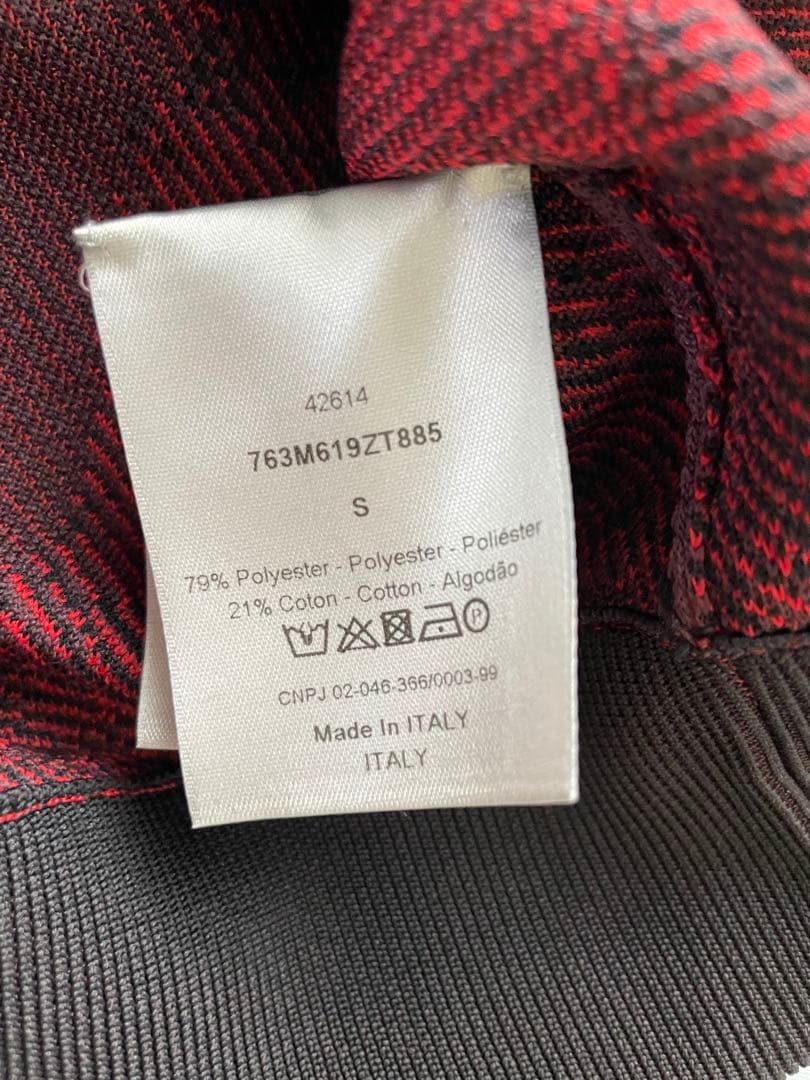 42614
763M619ZT885
S
79% Polyester - Polyester - Poliéster
21% Coton - Cotton - Algodão
P
CNPJ 02-046-366/0003-99
Made In ITALY
ITALY